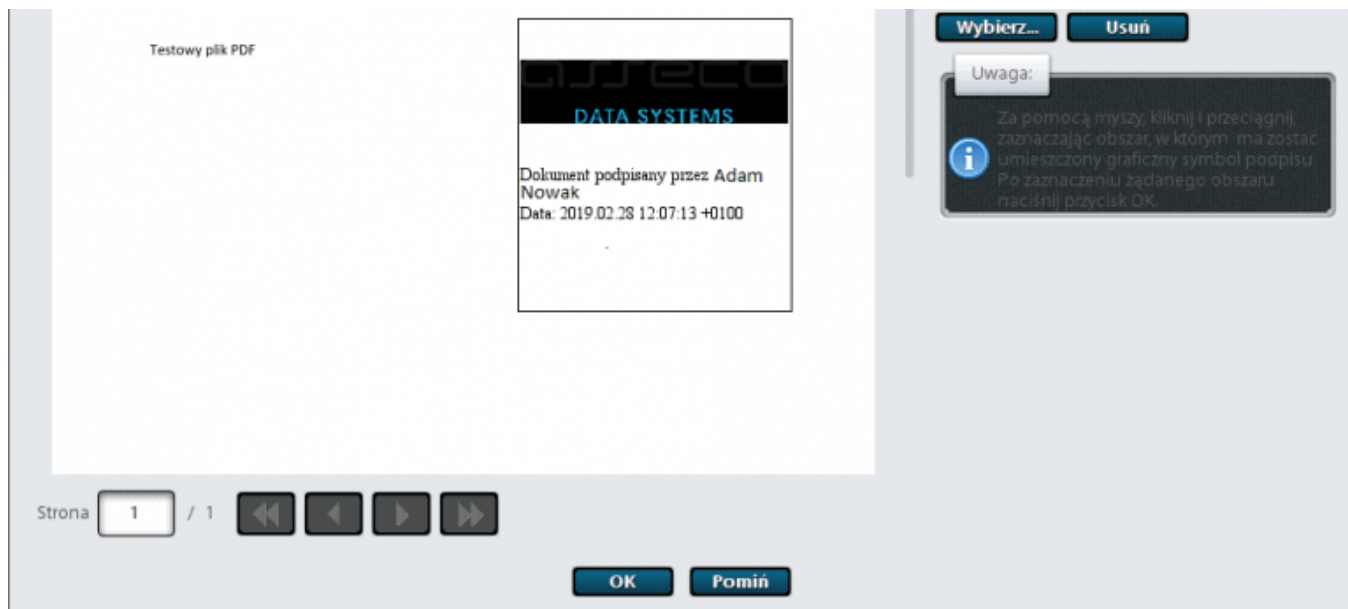 Wybierz...
Usuń
Testowy plik PDF
asseco
DATA SYSTEMS
Dokument podpisany przez Adam
Nowak
Data: 2019.02.28 12:07:13 +0100
Uwaga:
Za pomocą myszy, kliknij i przeciągnij,
zaznaczając obszar, w którym ma zostać
umieszczony graficzny symbol podpisu.
Po zaznaczeniu żądanego obszaru
naciśnij przycisk OK.
Strona 1 / 1
OK
Pomiń